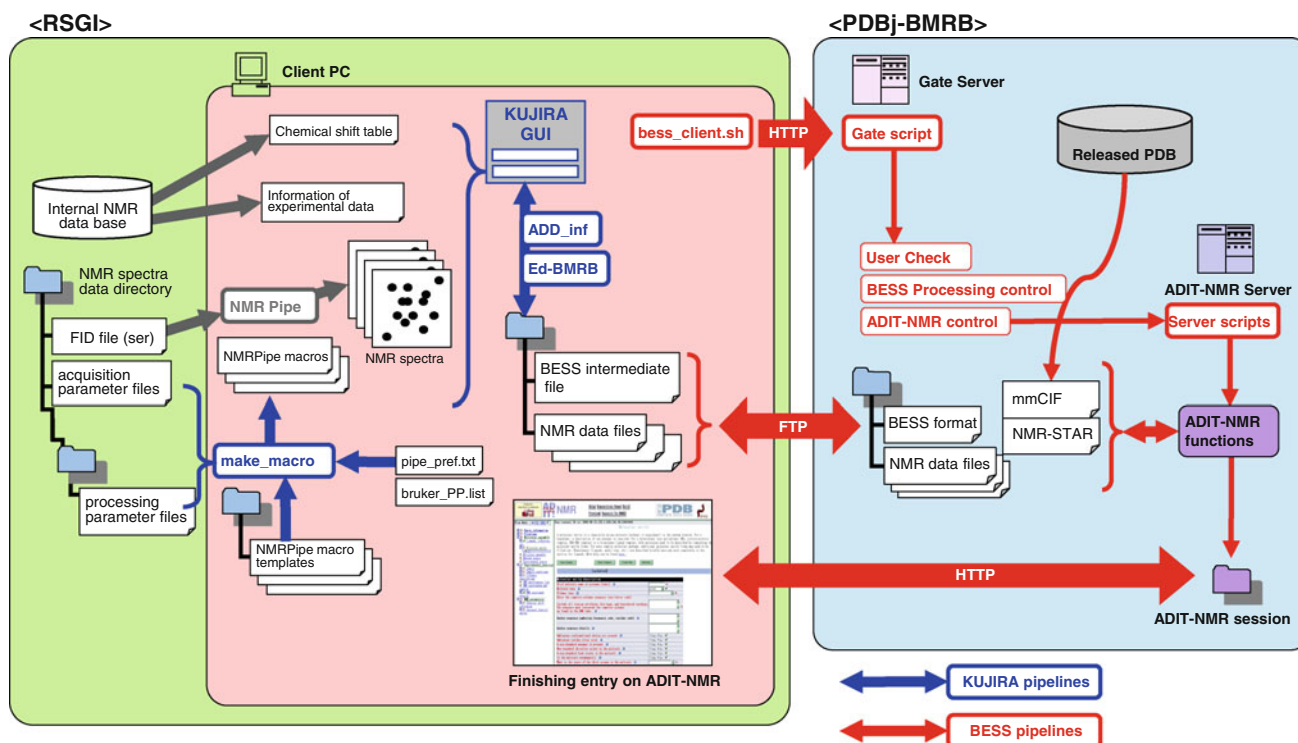 <RSGI>
<PDBj-BMRB>
Client PC
Chemical shift table
Internal NMR
data base
Information of
experimental data
KUJIRA
GUI
bess_client.sh
HTTP
Gate Server
Gate script
Released PDB
ADD_inf
Ed-BMRB
User Check
BESS Processing control
ADIT-NMR control
ADIT-NMR Server
Server scripts
NMR spectra
data directory
FID file (ser)
NMR Pipe
NMR spectra
acquisition
parameter files
NMRPipe macros
BESS intermediate
file
NMR data files
FTP
BESS format
NMR data files
mmCIF
NMR-STAR
ADIT-NMR
functions
make_macro
pipe_pref.txt
bruker_PP.list
processing
parameter files
NMRPipe macro
templates
NMR
PDB
HTTP
ADIT-NMR session
Finishing entry on ADIT-NMR
KUJIRA pipelines
BESS pipelines